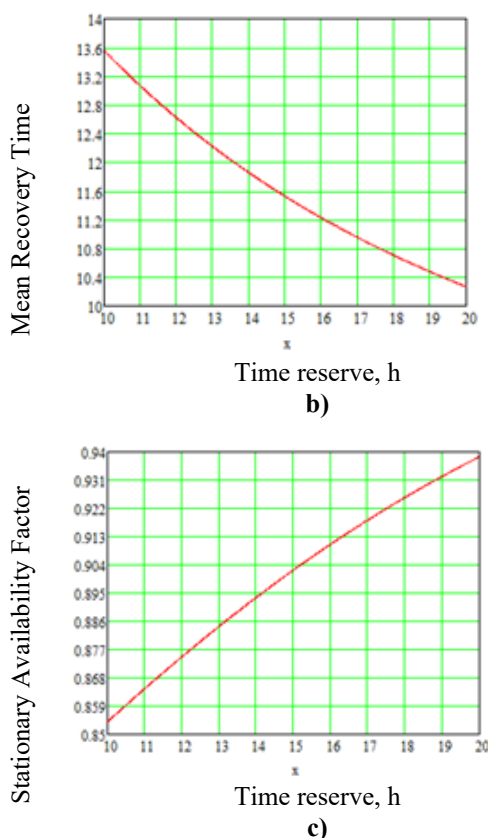 Mean Recovery Time
14
13.6
13.2
12.8
12.4
12
11.6
11.2
10.8
10.4
10
10 11 12 13 14 15 16 17 18 19 20
x
Time reserve, h
b)
Stationary Availability Factor
0.94
0.931
0.922
0.913
0.904
0.895
0.886
0.877
0.868
0.859
0.85
10 11 12 13 14 15 16 17 18 19 20
x
Time reserve, h
c)